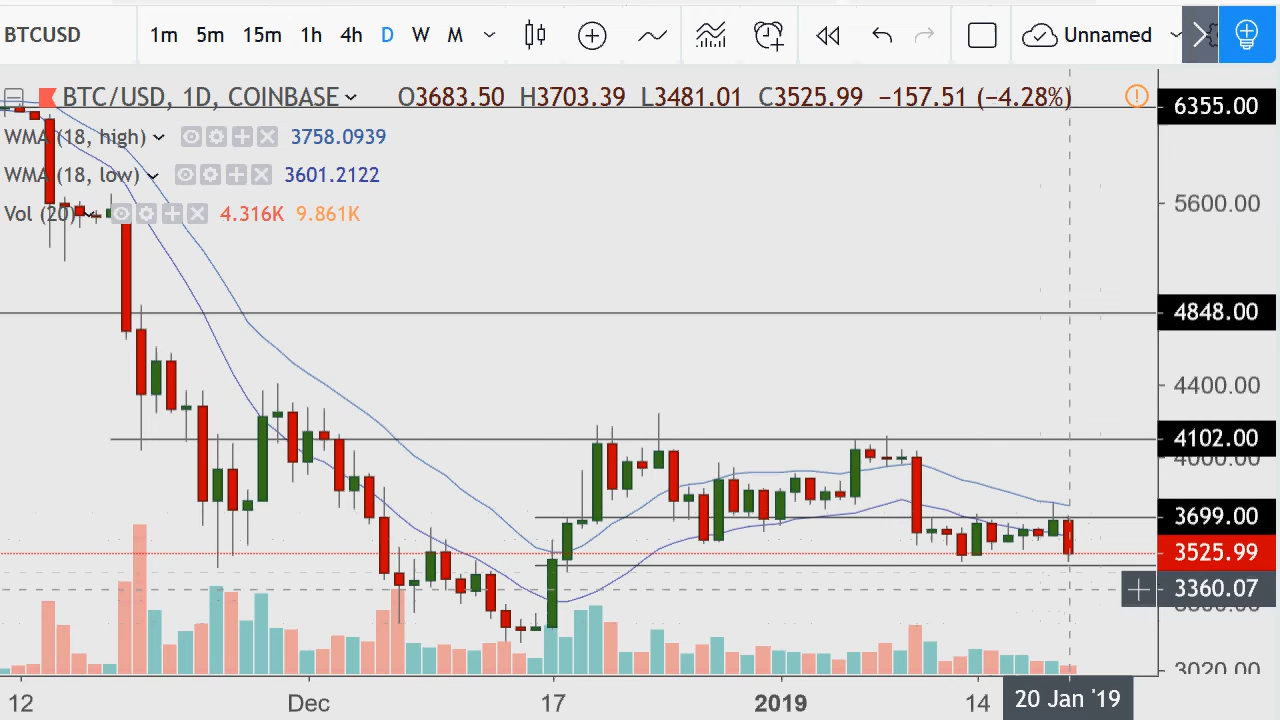 BTCUSD 1m 5m 15m 1h 4h D W M Unnamed
BTC/USD, 1D, COINBASE O3683.50 H3703.39 L3481.01 C3525.99 −157.51 (−4.28%)
WMA (18, high) 3758.0939
WMA (18, low) 3601.2122
Vol (20) 4.316K 9.861K
6355.00
5600.00
4848.00
4400.00
4102.00
4000.00
3699.00
3525.99
3360.07
3020.00
12 Dec 17 2019 14 20 Jan '19